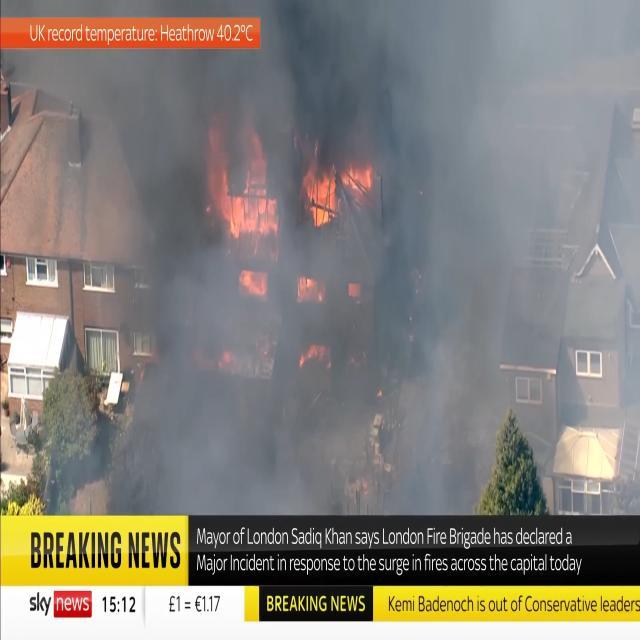 UK record temperature: Heathrow 40.2°C
BREAKING NEWS
Mayor of London Sadiq Khan says London Fire Brigade has declared a
Major Incident in response to the surge in fires across the capital today
sky news 15:12 £1 = €1.17 BREAKING NEWS Kemi Badenoch is out of Conservative leaders